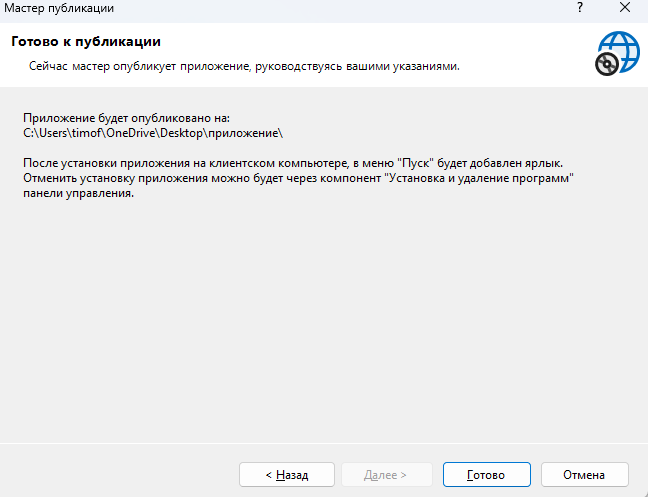 Мастер публикации
?
Готово к публикации
Сейчас мастер опубликует приложение, руководствуясь вашими указаниями.
Приложение будет опубликовано на:
C:\Users\timof\OneDrive\Desktop\приложение\
После установки приложения на клиентском компьютере, в меню "Пуск" будет добавлен ярлык.
Отменить установку приложения можно будет через компонент "Установка и удаление программ"
панели управления.
< Назад
Далее >
Готово
Отмена